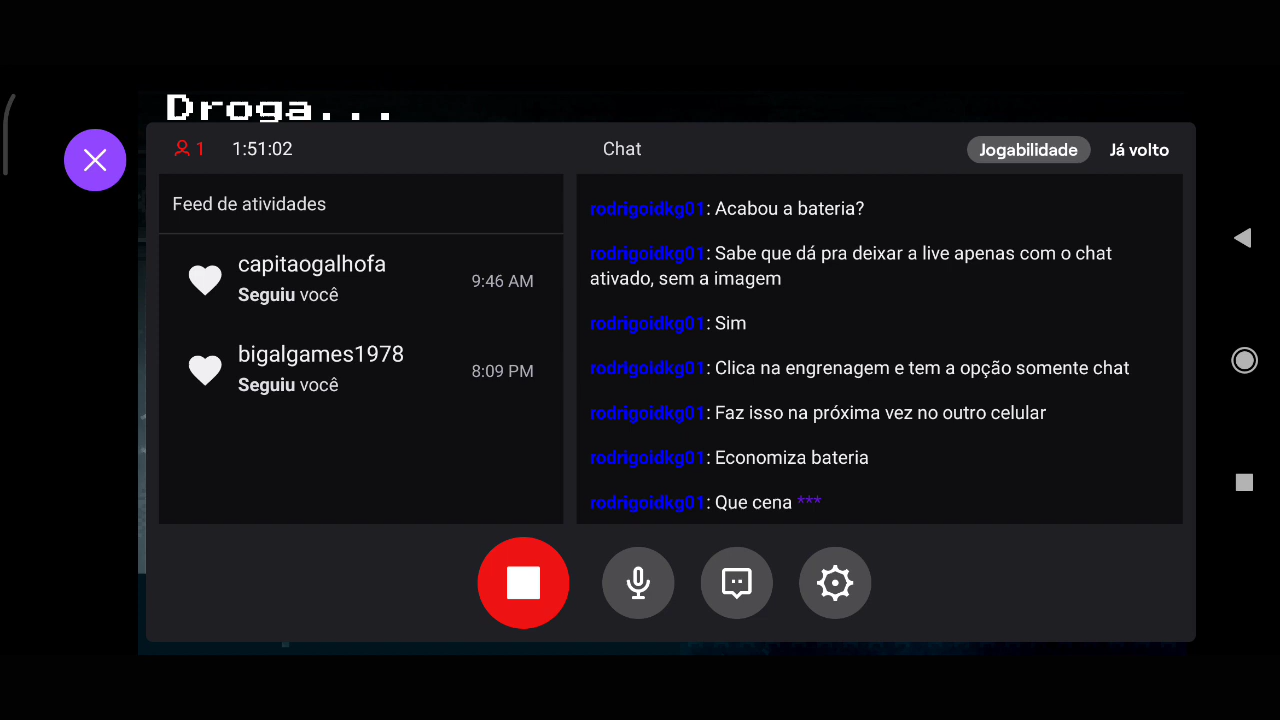 Droga...
1 1:51:02 Chat Jogabilidade Já volto
Feed de atividades
capitaogalhofa
Seguiu você
9:46 AM
bigalgames1978
Seguiu você
8:09 PM
rodrigoidkg01: Acabou a bateria?
rodrigoidkg01: Sabe que dá pra deixar a live apenas com o chat
ativado, sem a imagem
rodrigoidkg01: Sim
rodrigoidkg01: Clica na engrenagem e tem a opção somente chat
rodrigoidkg01: Faz isso na próxima vez no outro celular
rodrigoidkg01: Economiza bateria
rodrigoidkg01: Que cena ***